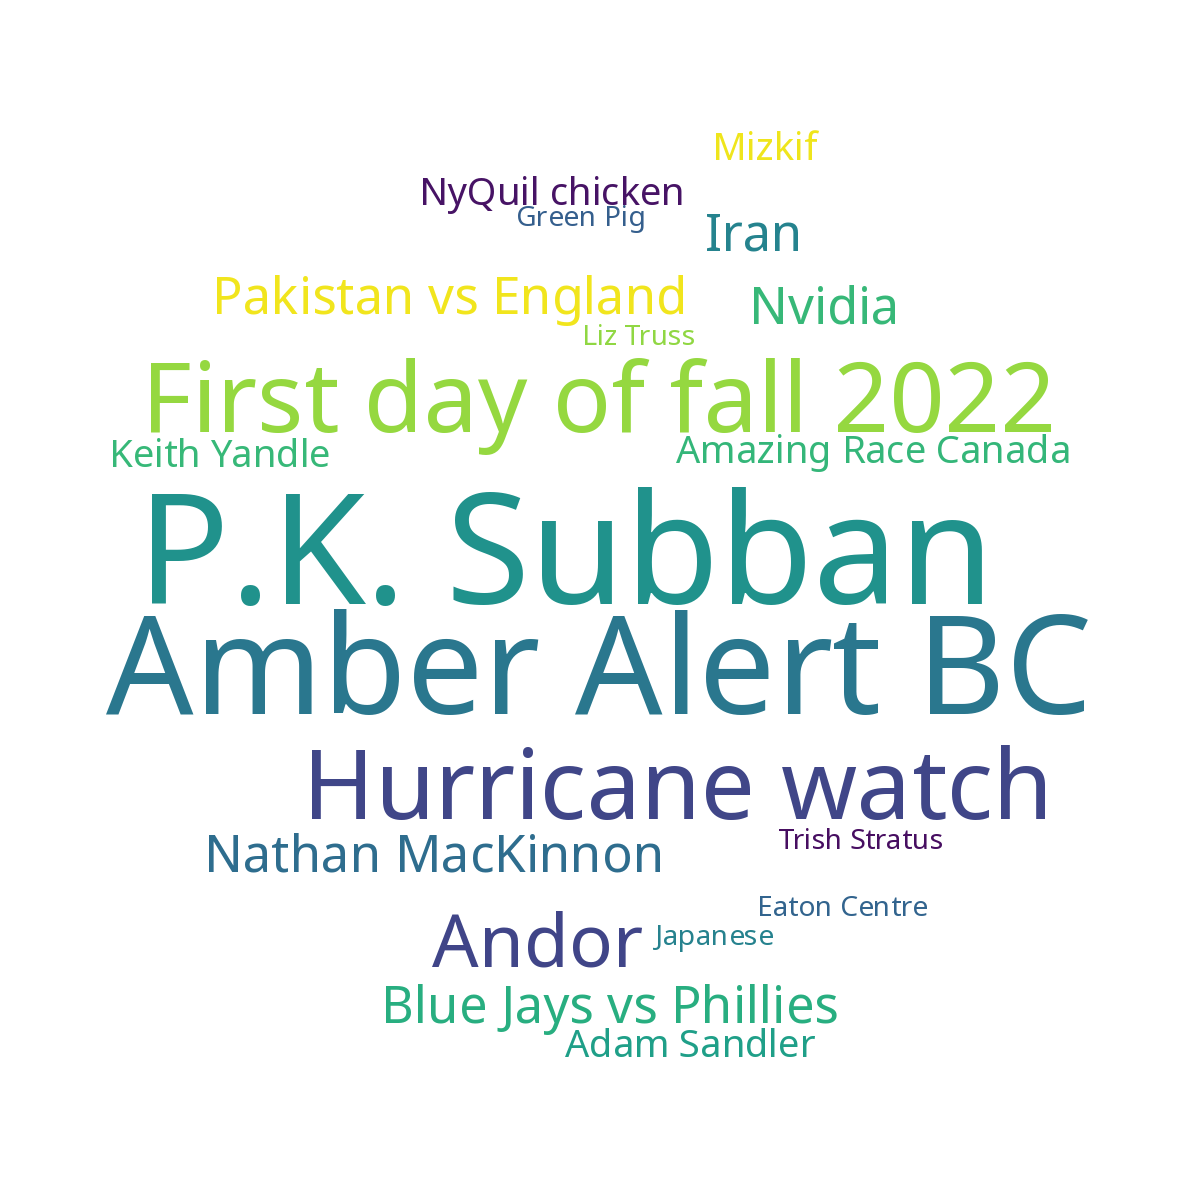 Mizkif
NyQuil chicken
Green Pig
Iran
Pakistan vs England
Nvidia
Liz Truss
First day of fall 2022
Keith Yandle
Amazing Race Canada
P.K. Subban
Amber Alert BC
Hurricane watch
Nathan MacKinnon
Trish Stratus
Eaton Centre
Andor
Japanese
Blue Jays vs Phillies
Adam Sandler